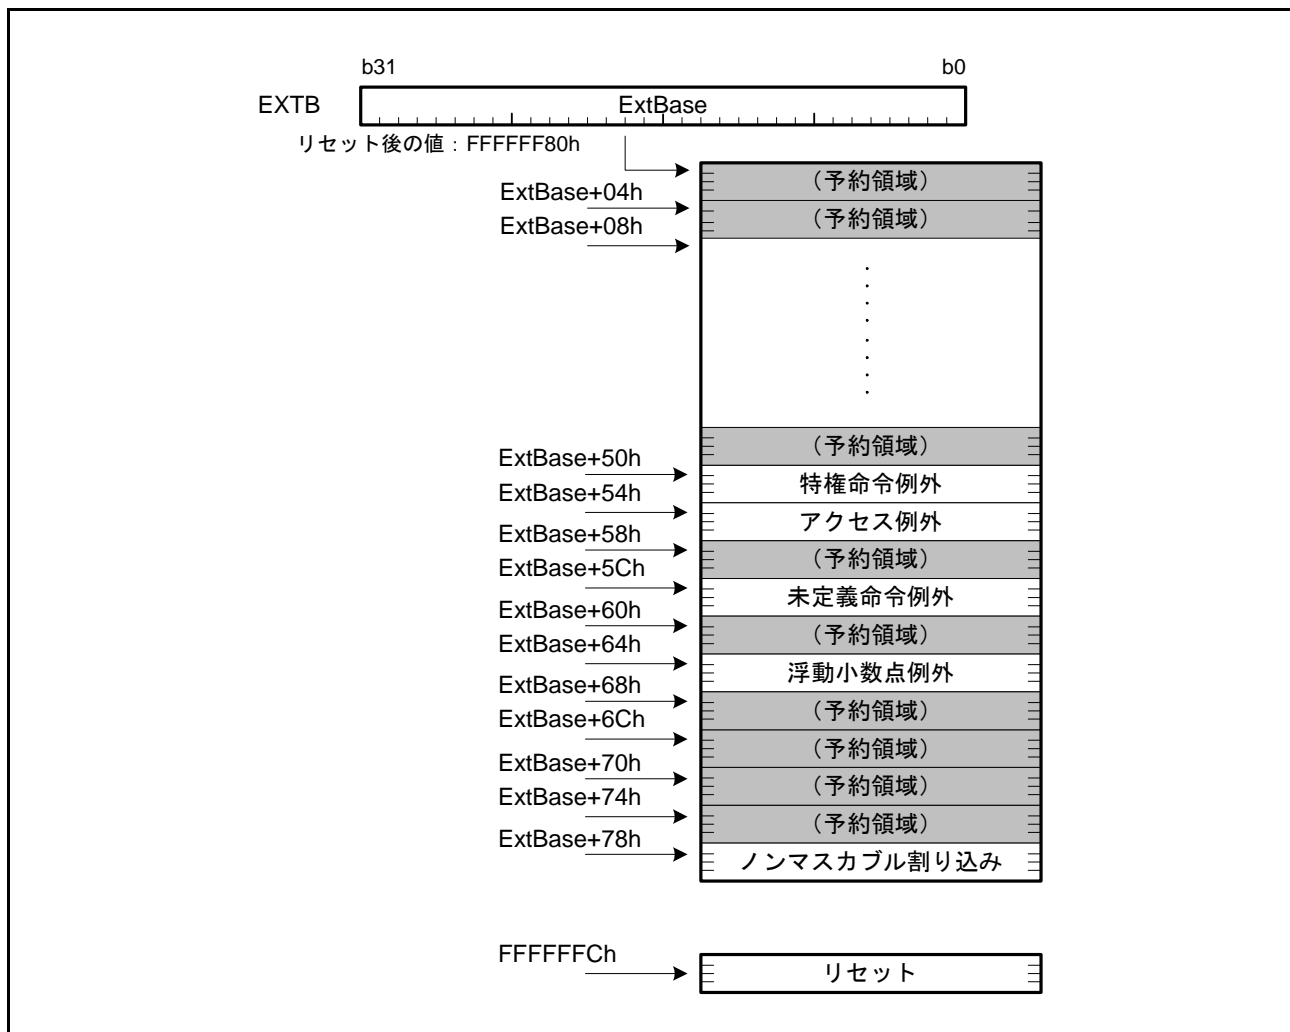 b31 b0
EXTB ExtBase
リセット後の値：FFFFFF80h
(予約領域)
ExtBase+04h
(予約領域)
ExtBase+08h
(予約領域)
ExtBase+50h
特権命令例外
ExtBase+54h
アクセス例外
ExtBase+58h
(予約領域)
ExtBase+5Ch
未定義命令例外
ExtBase+60h
(予約領域)
ExtBase+64h
浮動小数点例外
ExtBase+68h
(予約領域)
ExtBase+6Ch
(予約領域)
ExtBase+70h
(予約領域)
ExtBase+74h
(予約領域)
ExtBase+78h
ノンマスカブル割り込み
FFFFFFCh
リセット